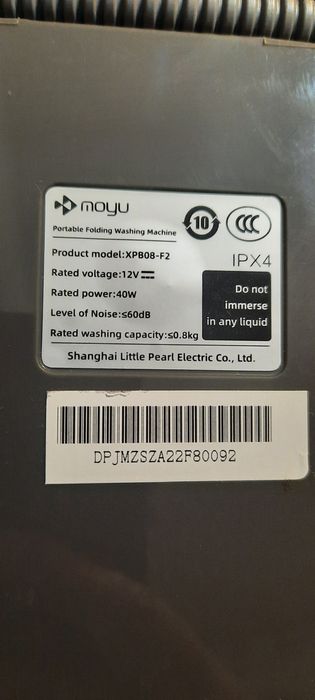 moyu
Portable Folding Washing Machine
10
CCC
Product model:XPB08-F2
IPX4
Rated voltage:12V
Rated power:40W
Level of Noise:≤60dB
Rated washing capacity:≤0.8kg
Do not
immerse
in any liquid
Shanghai Little Pearl Electric Co., Ltd.
DPJMZSZA22F80092